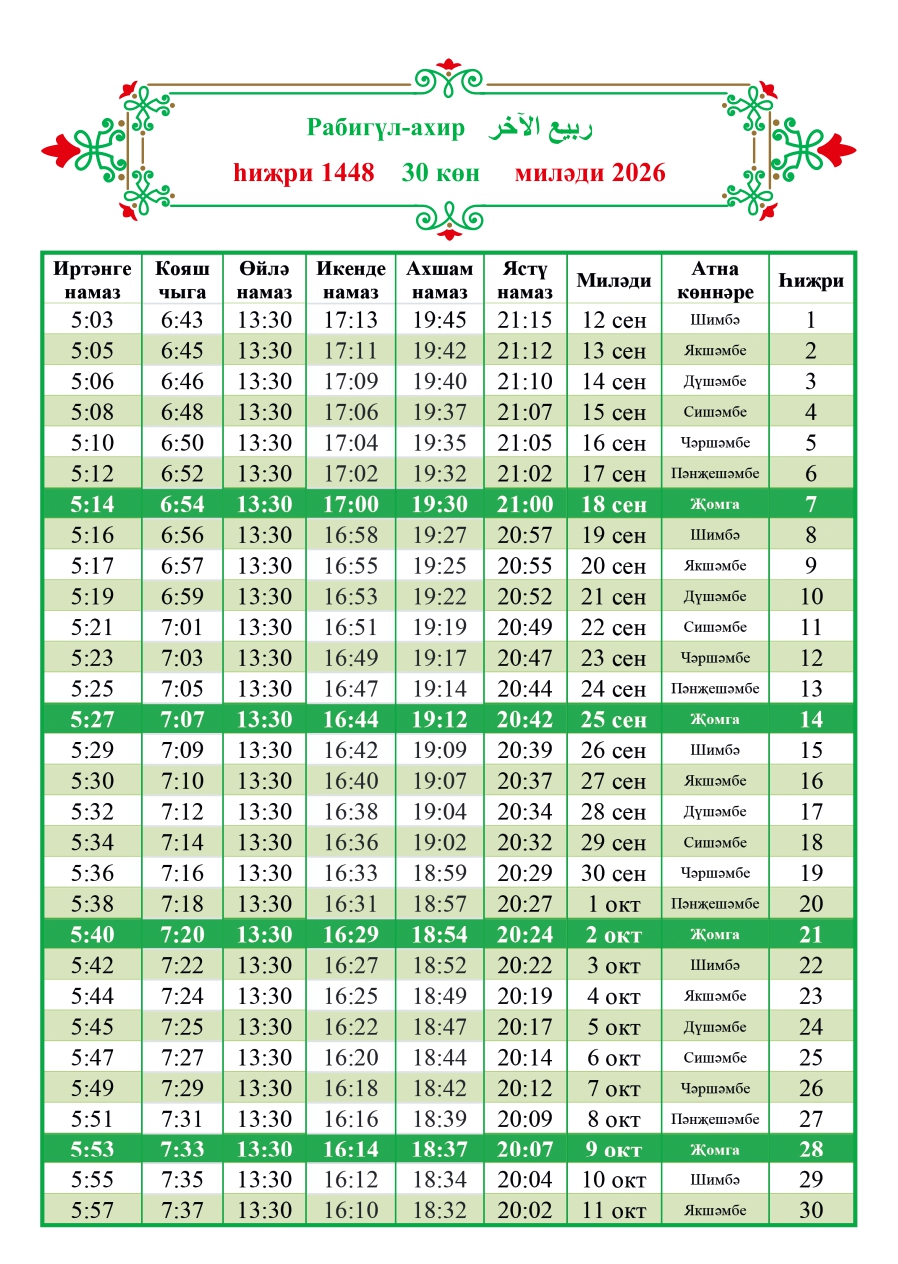 Рабигүл-ахир ربيع الآخر
һиҗри 1448 30 көн миләди 2026
Иртәнге намаз Кояш чыга Өйлә намаз Икенде намаз Ахшам намаз Ястү намаз Миләди Атна көннәре Һиҗри
5:03 6:43 13:30 17:13 19:45 21:15 12 сен Шимбә 1
5:05 6:45 13:30 17:11 19:42 21:12 13 сен Якшәмбе 2
5:06 6:46 13:30 17:09 19:40 21:10 14 сен Дүшәмбе 3
5:08 6:48 13:30 17:06 19:37 21:07 15 сен Сишәмбе 4
5:10 6:50 13:30 17:04 19:35 21:05 16 сен Чәршәмбе 5
5:12 6:52 13:30 17:02 19:32 21:02 17 сен Пәнҗешәмбе 6
5:14 6:54 13:30 17:00 19:30 21:00 18 сен Җомга 7
5:16 6:56 13:30 16:58 19:27 20:57 19 сен Шимбә 8
5:17 6:57 13:30 16:55 19:25 20:55 20 сен Якшәмбе 9
5:19 6:59 13:30 16:53 19:22 20:52 21 сен Дүшәмбе 10
5:21 7:01 13:30 16:51 19:19 20:49 22 сен Сишәмбе 11
5:23 7:03 13:30 16:49 19:17 20:47 23 сен Чәршәмбе 12
5:25 7:05 13:30 16:47 19:14 20:44 24 сен Пәнҗешәмбе 13
5:27 7:07 13:30 16:44 19:12 20:42 25 сен Җомга 14
5:29 7:09 13:30 16:42 19:09 20:39 26 сен Шимбә 15
5:30 7:10 13:30 16:40 19:07 20:37 27 сен Якшәмбе 16
5:32 7:12 13:30 16:38 19:04 20:34 28 сен Дүшәмбе 17
5:34 7:14 13:30 16:36 19:02 20:32 29 сен Сишәмбе 18
5:36 7:16 13:30 16:33 18:59 20:29 30 сен Чәршәмбе 19
5:38 7:18 13:30 16:31 18:57 20:27 1 окт Пәнҗешәмбе 20
5:40 7:20 13:30 16:29 18:54 20:24 2 окт Җомга 21
5:42 7:22 13:30 16:27 18:52 20:22 3 окт Шимбә 22
5:44 7:24 13:30 16:25 18:49 20:19 4 окт Якшәмбе 23
5:45 7:25 13:30 16:22 18:47 20:17 5 окт Дүшәмбе 24
5:47 7:27 13:30 16:20 18:44 20:14 6 окт Сишәмбе 25
5:49 7:29 13:30 16:18 18:42 20:12 7 окт Чәршәмбе 26
5:51 7:31 13:30 16:16 18:39 20:09 8 окт Пәнҗешәмбе 27
5:53 7:33 13:30 16:14 18:37 20:07 9 окт Җомга 28
5:55 7:35 13:30 16:12 18:34 20:04 10 окт Шимбә 29
5:57 7:37 13:30 16:10 18:32 20:02 11 окт Якшәмбе 30